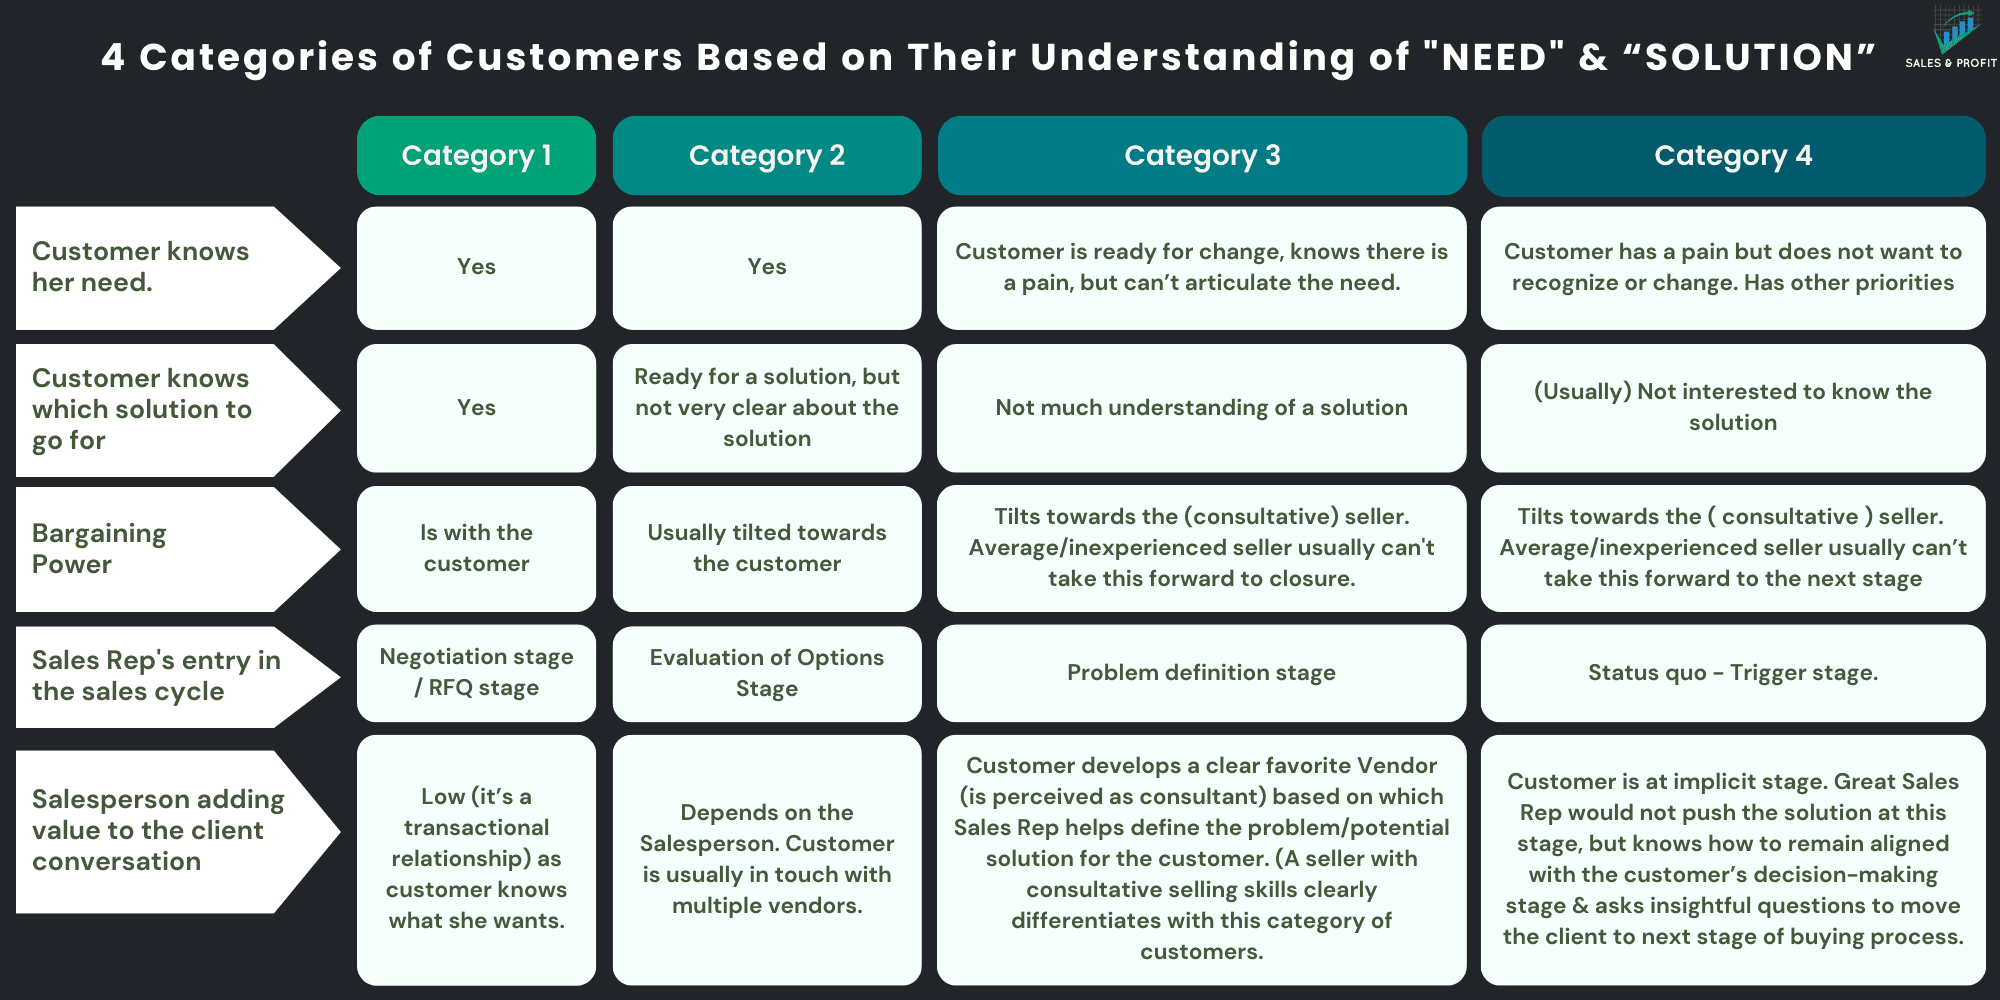 4 Categories of Customers Based on Their Understanding of "NEED" & “SOLUTION”
SALES & PROFIT
Category 1
Category 2
Category 3
Category 4
Customer knows
her need.
Yes
Yes
Customer is ready for change, knows there is
a pain, but can’t articulate the need.
Customer has a pain but does not want to
recognize or change. Has other priorities
Customer knows
which solution to
go for
Yes
Ready for a solution, but
not very clear about the
solution
Not much understanding of a solution
(Usually) Not interested to know the
solution
Bargaining
Power
Is with the
customer
Usually tilted towards
the customer
Tilts towards the (consultative) seller.
Average/inexperienced seller usually can't
take this forward to closure.
Tilts towards the ( consultative ) seller.
Average/inexperienced seller usually can’t
take this forward to the next stage
Sales Rep's entry in
the sales cycle
Negotiation stage
/ RFQ stage
Evaluation of Options
Stage
Problem definition stage
Status quo - Trigger stage.
Salesperson adding
value to the client
conversation
Low (it’s a
transactional
relationship) as
customer knows
what she wants.
Depends on the
Salesperson. Customer
is usually in touch with
multiple vendors.
Customer develops a clear favorite Vendor
(is perceived as consultant) based on which
Sales Rep helps define the problem/potential
solution for the customer. (A seller with
consultative selling skills clearly
differentiates with this category of
customers.
Customer is at implicit stage. Great Sales
Rep would not push the solution at this
stage, but knows how to remain aligned
with the customer’s decision-making
stage & asks insightful questions to move
the client to next stage of buying process.